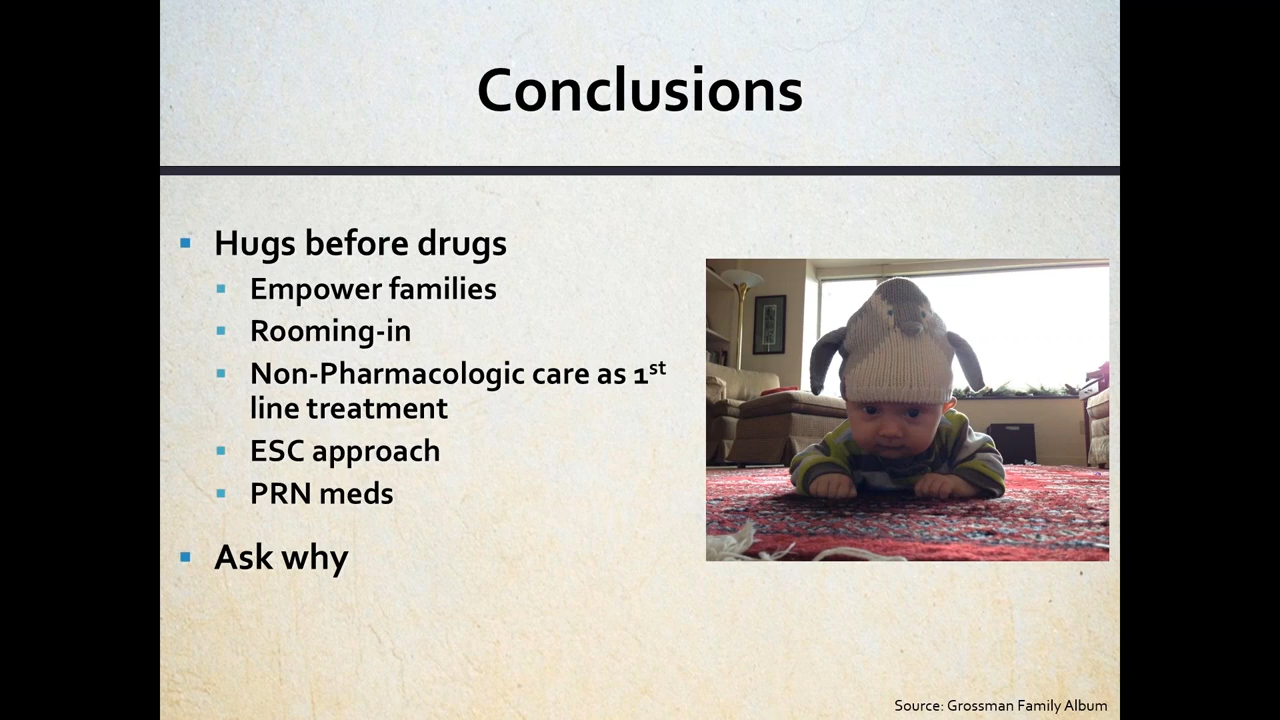 Conclusions
Hugs before drugs
Empower families
Rooming-in
Non-Pharmacologic care as 1st
line treatment
ESC approach
PRN meds
Ask why
Source: Grossman Family Album